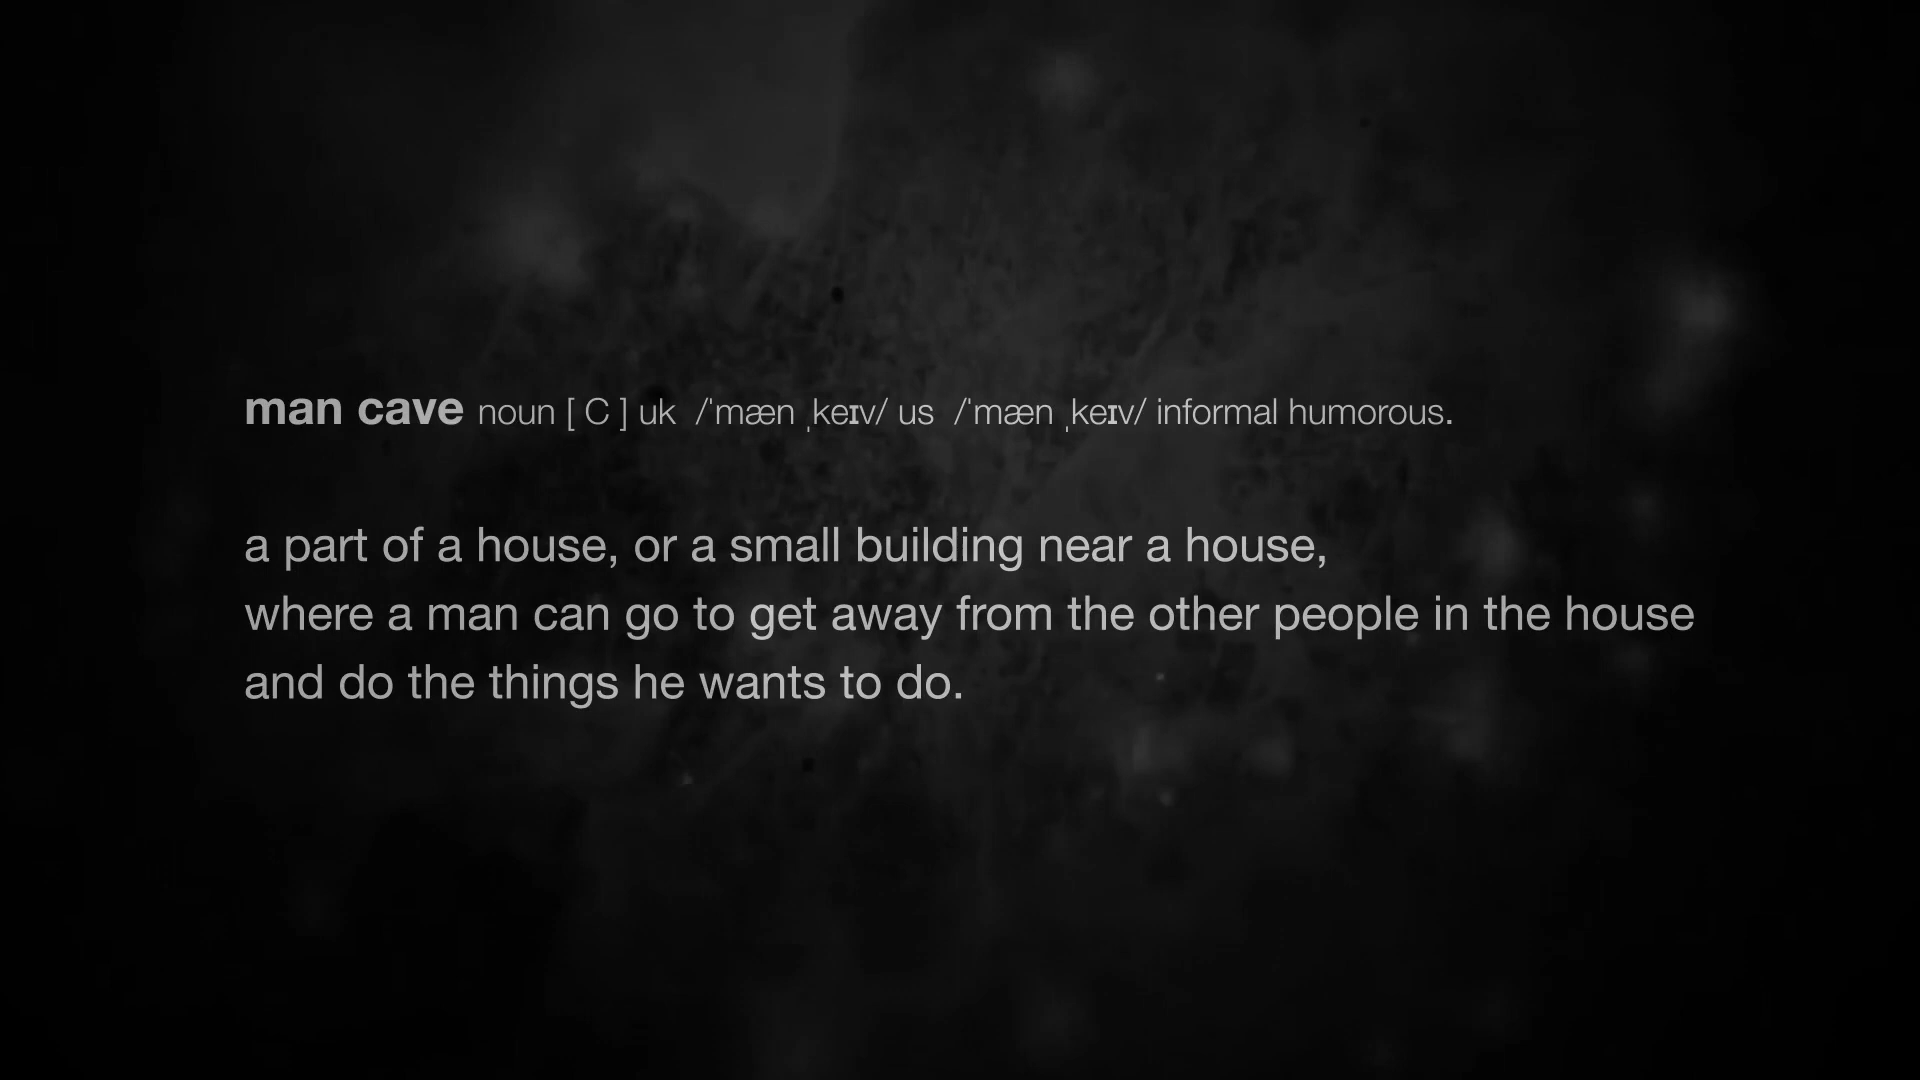 man cave noun [ C ] uk  /ˈmæn ˌkeɪv/ us  /ˈmæn ˌkeɪv/ informal humorous.
a part of a house, or a small building near a house,
where a man can go to get away from the other people in the house
and do the things he wants to do.